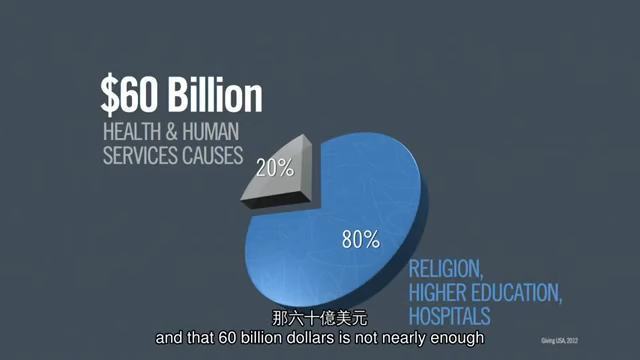 $60 Billion
HEALTH & HUMAN
SERVICES CAUSES
20%
80%
RELIGION,
HIGHER EDUCATION,
HOSPITALS
那六十億美元
and that 60 billion dollars is not nearly enough
Giving USA, 2012